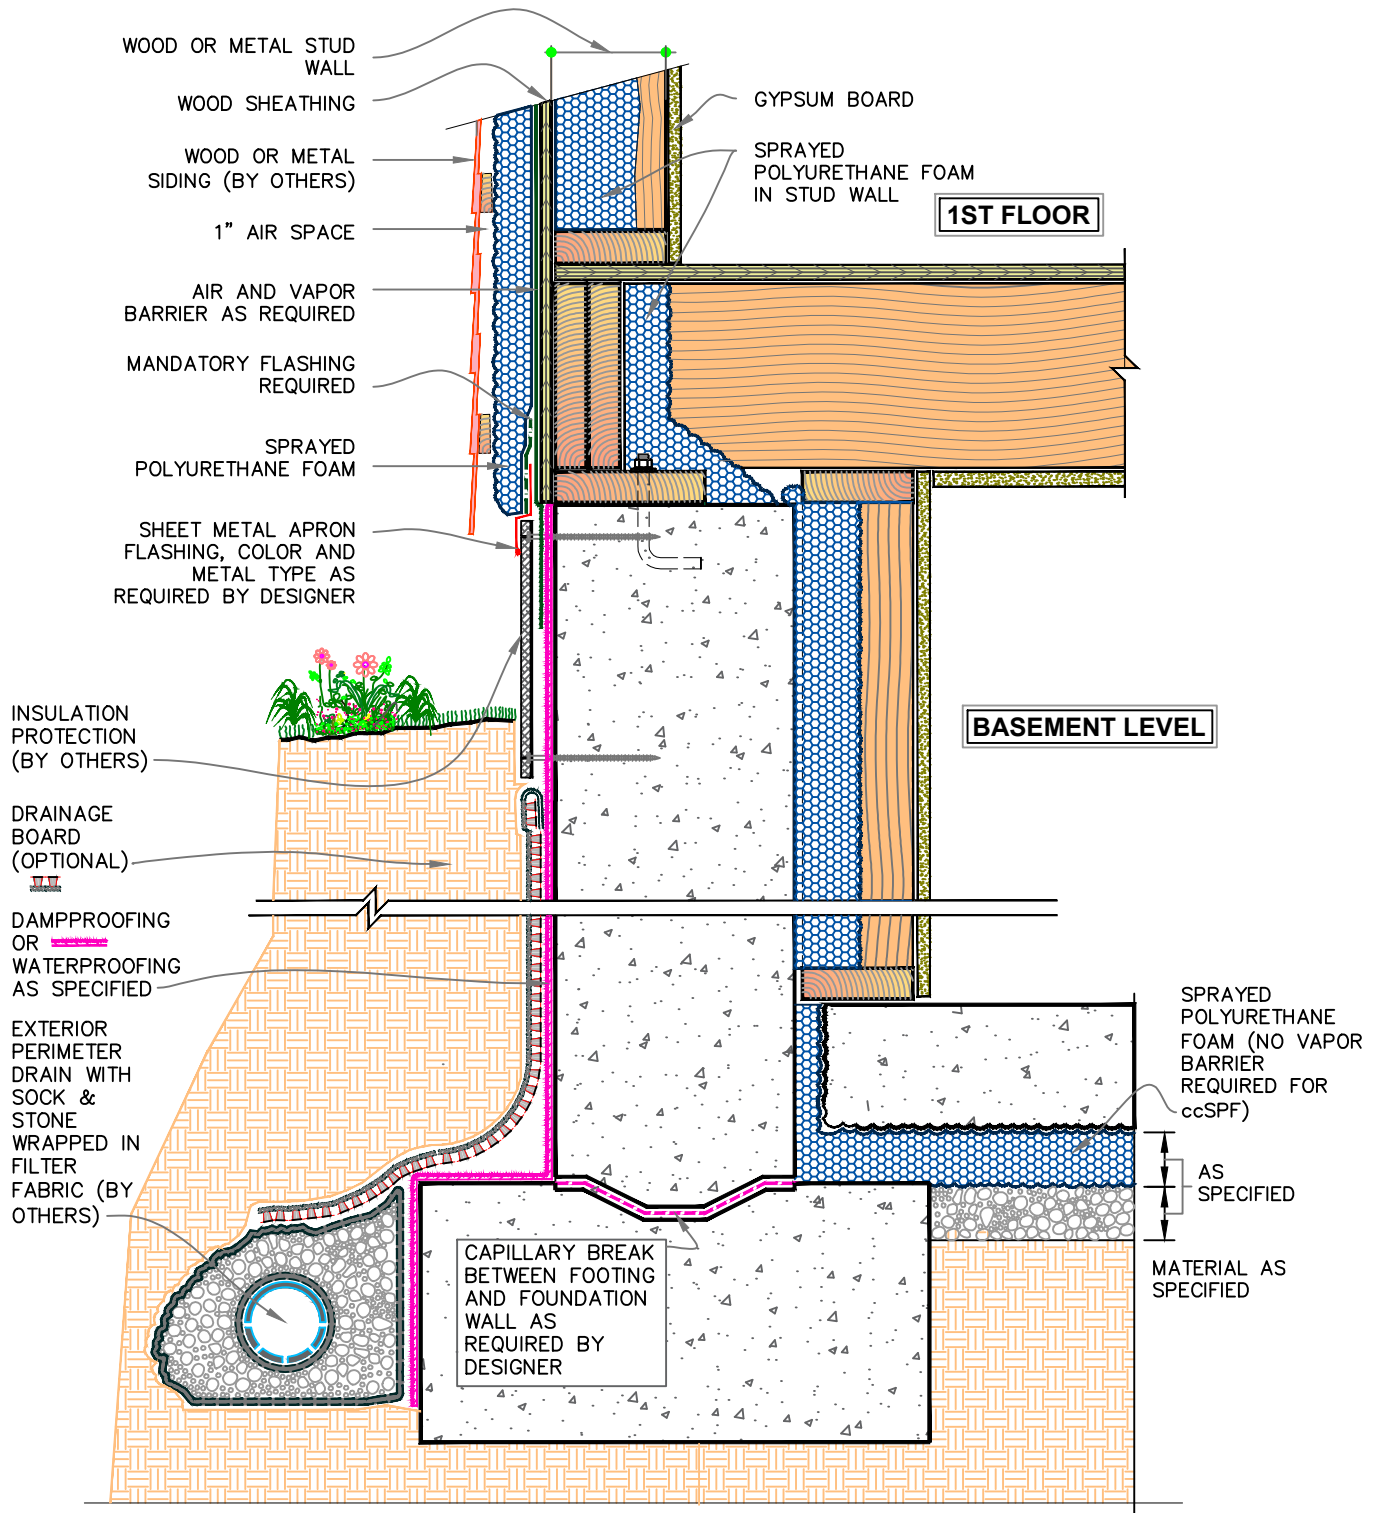 WOOD OR METAL STUD
WALL
WOOD SHEATHING
WOOD OR METAL
SIDING (BY OTHERS)
1” AIR SPACE
AIR AND VAPOR
BARRIER AS REQUIRED
MANDATORY FLASHING
REQUIRED
SPRAYED
POLYURETHANE FOAM
SHEET METAL APRON
FLASHING, COLOR AND
METAL TYPE AS
REQUIRED BY DESIGNER
GYPSUM BOARD
SPRAYED
POLYURETHANE FOAM
IN STUD WALL
1ST FLOOR
BASEMENT LEVEL
INSULATION
PROTECTION
(BY OTHERS)
DRAINAGE
BOARD
(OPTIONAL)
DAMPPROOFING
OR
WATERPROOFING
AS SPECIFIED
EXTERIOR
PERIMETER
DRAIN WITH
SOCK &
STONE
WRAPPED IN
FILTER
FABRIC (BY
OTHERS)
CAPILLARY BREAK
BETWEEN FOOTING
AND FOUNDATION
WALL AS
REQUIRED BY
DESIGNER
SPRAYED
POLYURETHANE
FOAM (NO VAPOR
BARRIER
REQUIRED FOR
ccSPF)
AS
SPECIFIED
MATERIAL AS
SPECIFIED